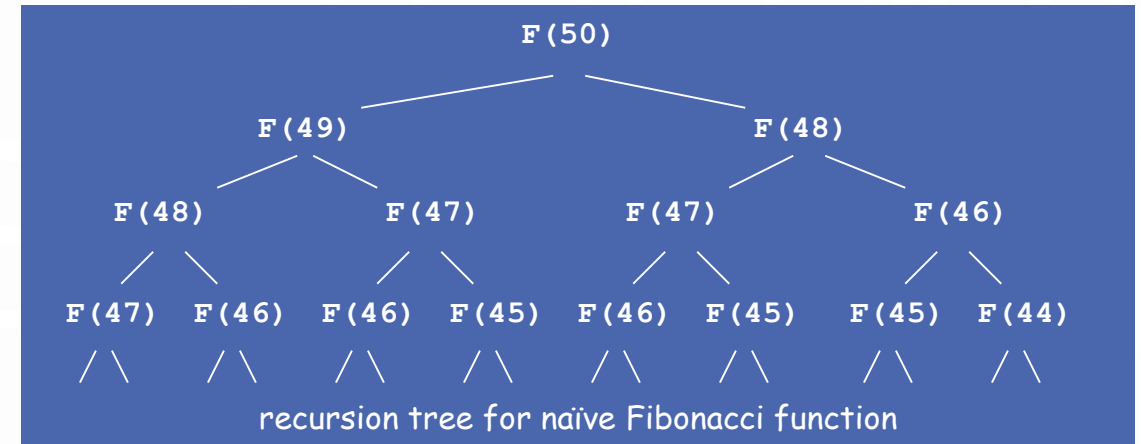 F(50)
F(49) F(48)
F(48) F(47) F(47) F(46)
F(47) F(46) F(46) F(45) F(46) F(45) F(45) F(44)
recursion tree for naïve Fibonacci function